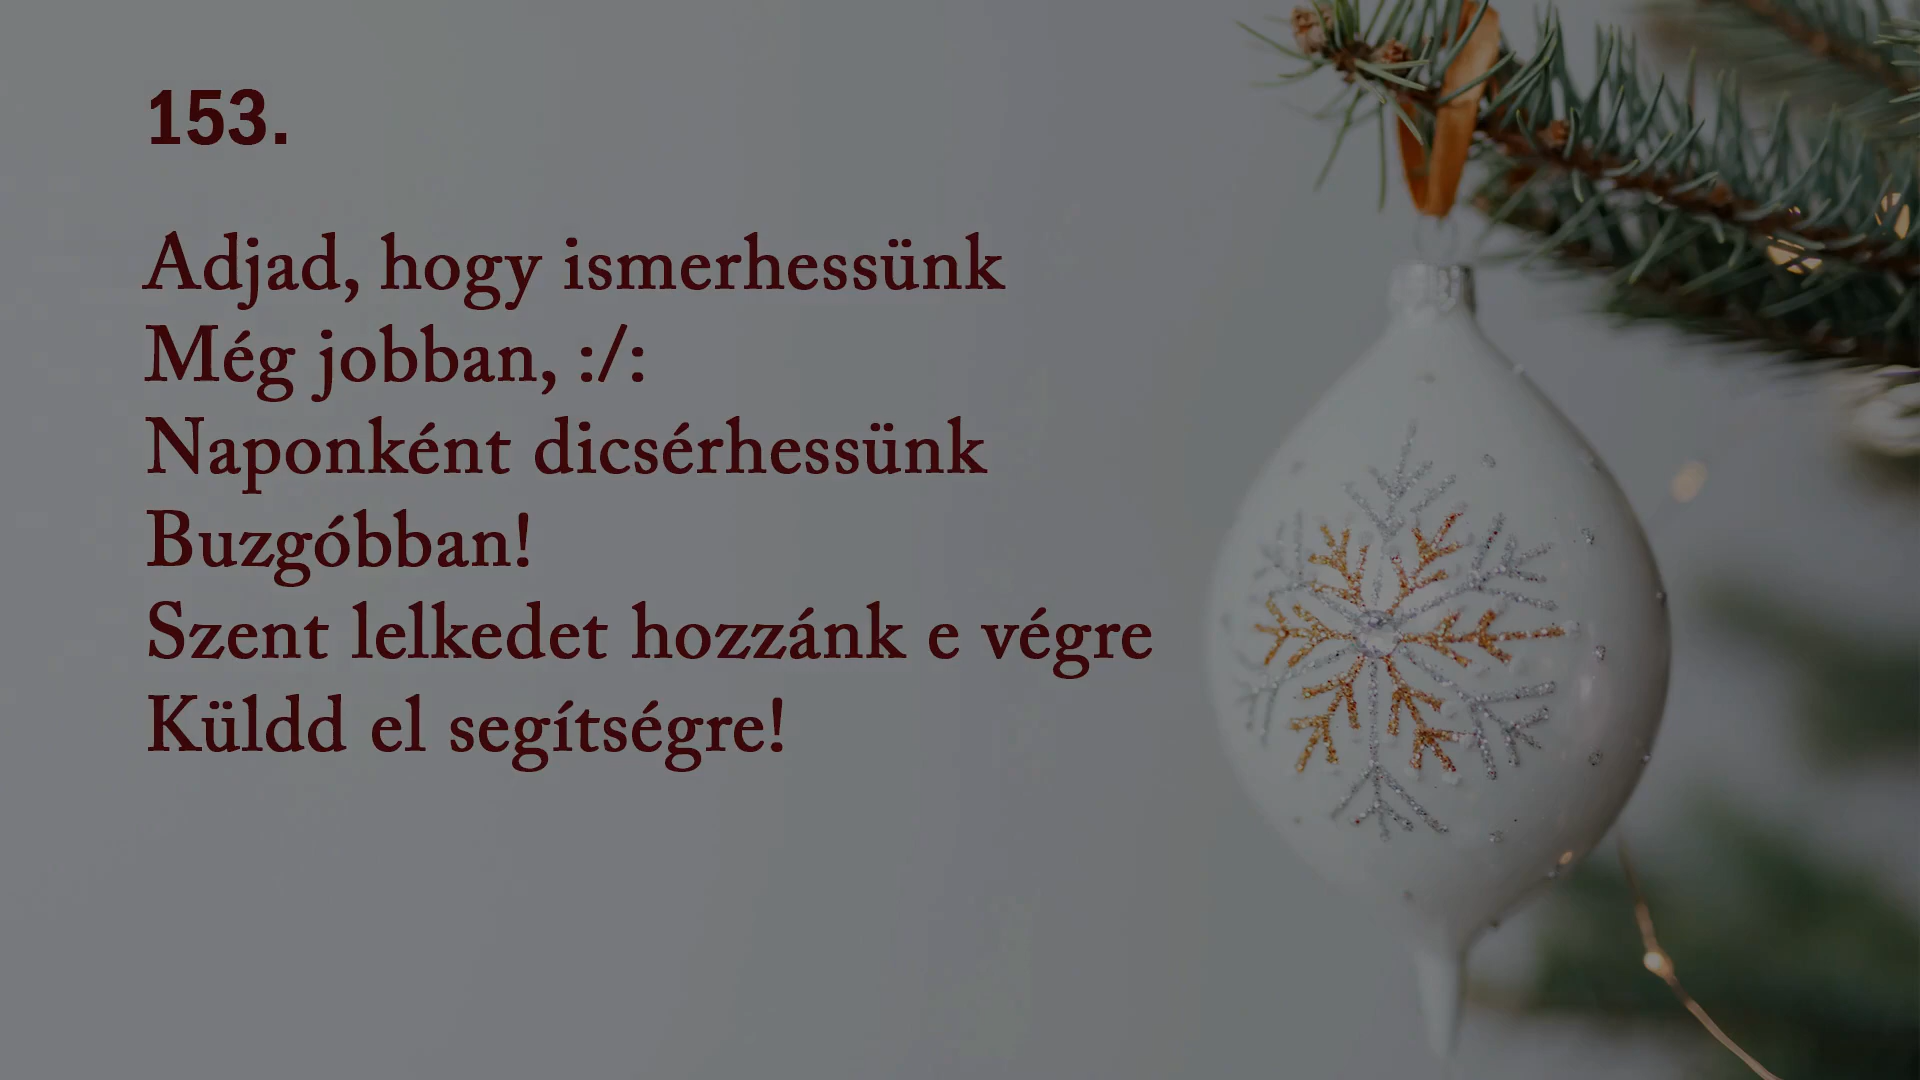 153.
Adjad, hogy ismerhessünk
Még jobban, :/:
Naponként dicsérhessünk
Buzgóbban!
Szent lelkedet hozzánk e végre
Küldd el segítségre!